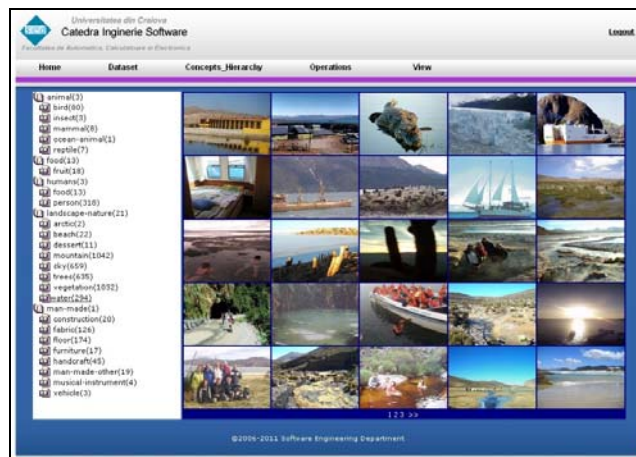 Universitatea din Craiova
Catedra Inginerie Software
Facultatea de Automatica, Calculatoare si Electronica
Logout
Home Dataset Concepts_Hierarchy Operations View
animal(3)
bird(80)
insect(3)
mammal(8)
ocean-animal(1)
reptile(7)
food(13)
fruit(18)
humans(3)
food(13)
person(318)
landscape-nature(21)
arctic(2)
beach(22)
dessert(11)
mountain(1042)
sky(659)
trees(635)
vegetation(1032)
water(294)
man-made(1)
construction(20)
fabric(126)
floor(174)
furniture(17)
handcraft(45)
man-made-other(19)
musical-instrument(4)
vehicle(3)
1 2 3 >>
©2006-2011 Software Engineering Department